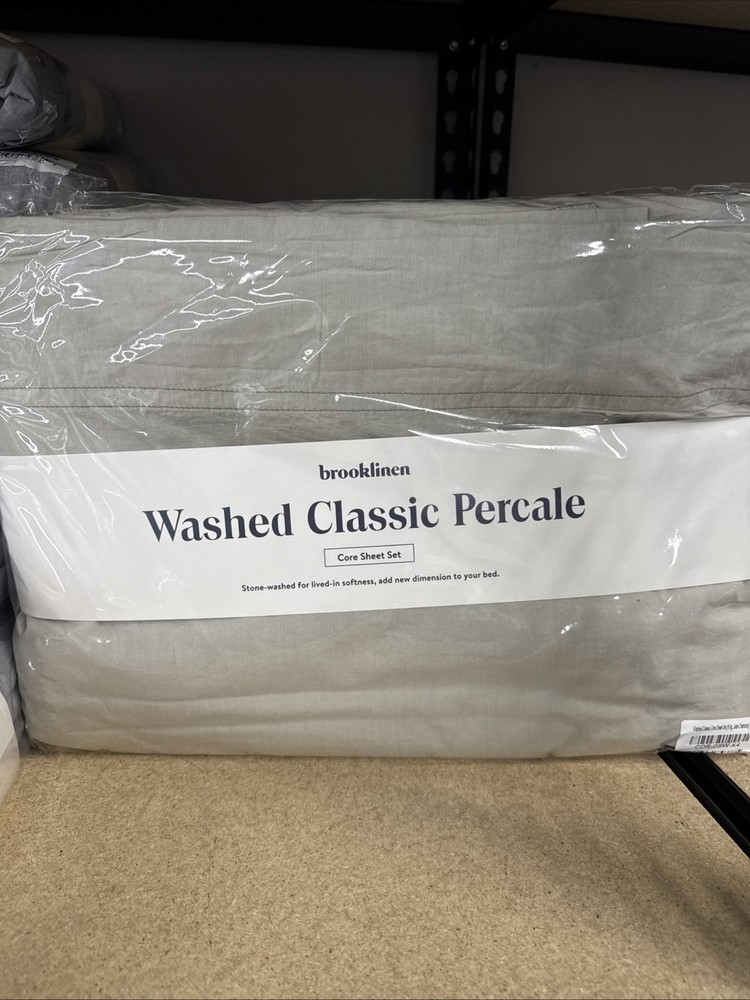 brooklinen
Washed Classic Percale
Core Sheet Set
Stone-washed for lived-in softness, add new dimension to your bed.